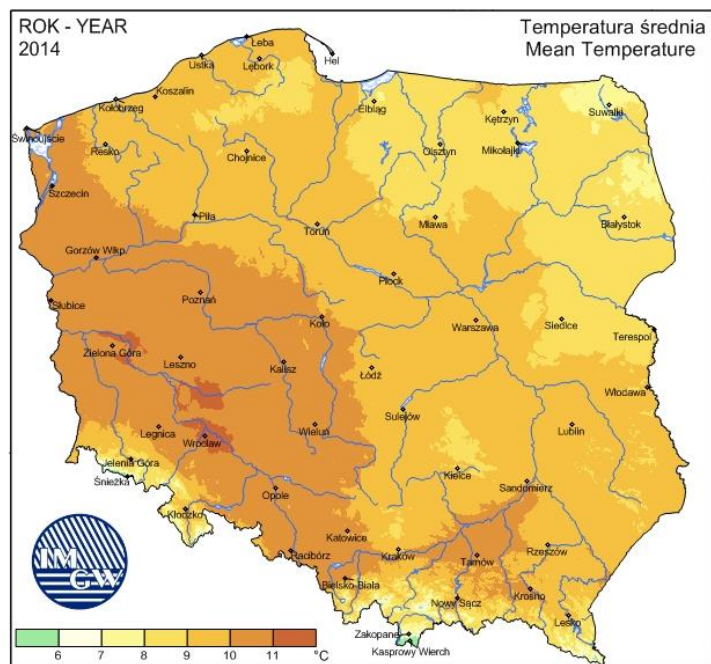 ROK - YEAR
2014
Temperatura średnia
Mean Temperature
Łeba
Hel
Ustka
Lębork
Koszalin
Kołobrzeg
Elbląg
Kętrzyn
Suwałki
Świnoujście
Resko
Chojnice
Olsztyn
Mikołajki
Szczecin
Piła
Toruń
Mława
Białystok
Gorzów Wlkp.
Płock
Słubice
Poznań
Koło
Warszawa
Siedlce
Terespol
Zielona Góra
Leszno
Kalisz
Łódź
Włodawa
Sulejów
Legnica
Wrocław
Wieluń
Lublin
Jelenia Góra
Śnieżka
Kielce
Opole
Sandomierz
Kłodzko
Katowice
Racibórz
Kraków
Tarnów
Rzeszów
Bielsko Biała
Nowy Sącz
Krosno
Lesko
Zakopane
Kasprowy Wierch
IM
GW
6 7 8 9 10 11 °C